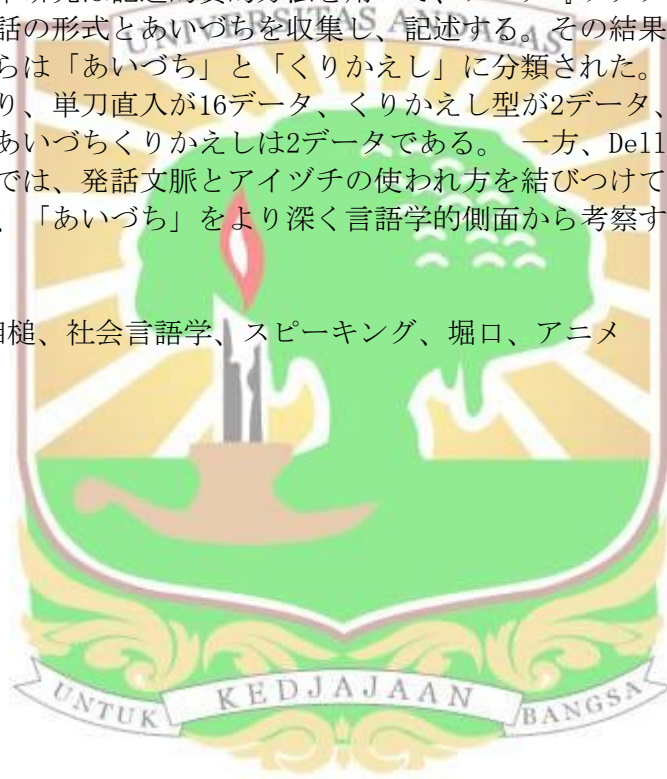 話の形式とあいづちを収集し、記述する。その結果
UNIVERSITAS ANDALAS
らは「あいづち」と「くりかえし」に分類された。
り、単刀直入が16データ、くりかえし型が2データ、
あいづちくりかえしは2データである。 一方、Dell
では、発話文脈とアイヅチの使われ方を結びつけて
、「あいづち」をより深く言語学的側面から考察す
相槌、社会言語学、スピーキング、堀口、アニメ
UNTUK KEDJAJAAN BANGSA